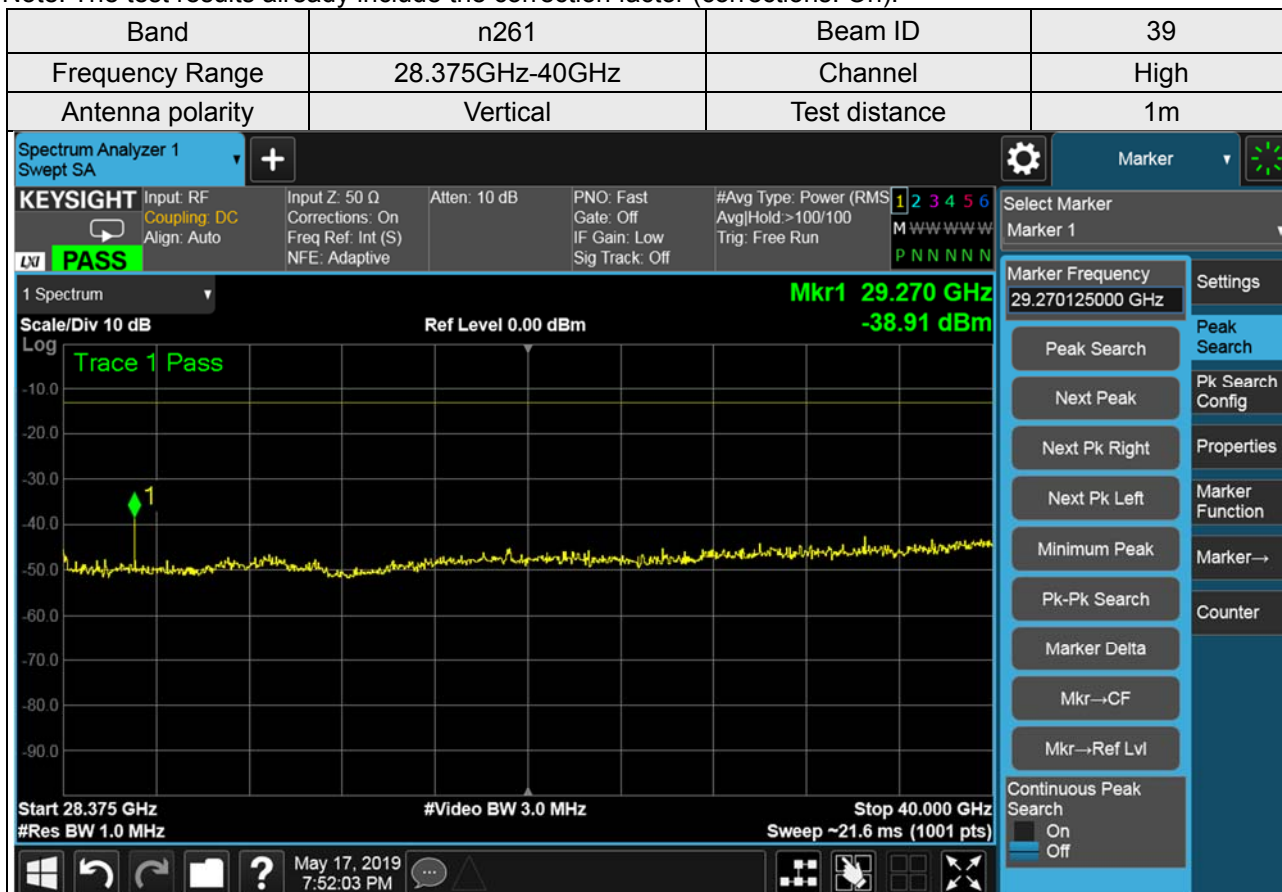 Note: The test results already include the correction factor (corrections: On).
Band n261 Beam ID 39
Frequency Range 28.375GHz-40GHz Channel High
Antenna polarity Vertical Test distance 1m
Spectrum Analyzer 1
Swept SA
Marker
KEYSIGHT
LXI PASS
Input: RF
Coupling: DC
Align: Auto
Input Z: 50 Ω
Corrections: On
Freq Ref: Int (S)
NFE: Adaptive
Atten: 10 dB
PNO: Fast
Gate: Off
IF Gain: Low
Sig Track: Off
#Avg Type: Power (RMS
Avg|Hold:>100/100
Trig: Free Run
1 2 3 4 5 6
M W W W W W
P N N N N N
Select Marker
Marker 1
1 Spectrum
Mkr1 29.270 GHz
-38.91 dBm
Scale/Div 10 dB
Ref Level 0.00 dBm
Log
Trace 1 Pass
-10.0
-20.0
-30.0
1
-40.0
-50.0
-60.0
-70.0
-80.0
-90.0
Start 28.375 GHz
#Video BW 3.0 MHz
Stop 40.000 GHz
#Res BW 1.0 MHz
Sweep ~21.6 ms (1001 pts)
Marker Frequency
29.270125000 GHz
Peak Search
Next Peak
Next Pk Right
Next Pk Left
Minimum Peak
Pk-Pk Search
Marker Delta
Mkr→CF
Mkr→Ref Lvl
Continuous Peak
Search
On
Off
Settings
Peak
Search
Pk Search
Config
Properties
Marker
Function
Marker→
Counter
?
May 17, 2019
7:52:03 PM